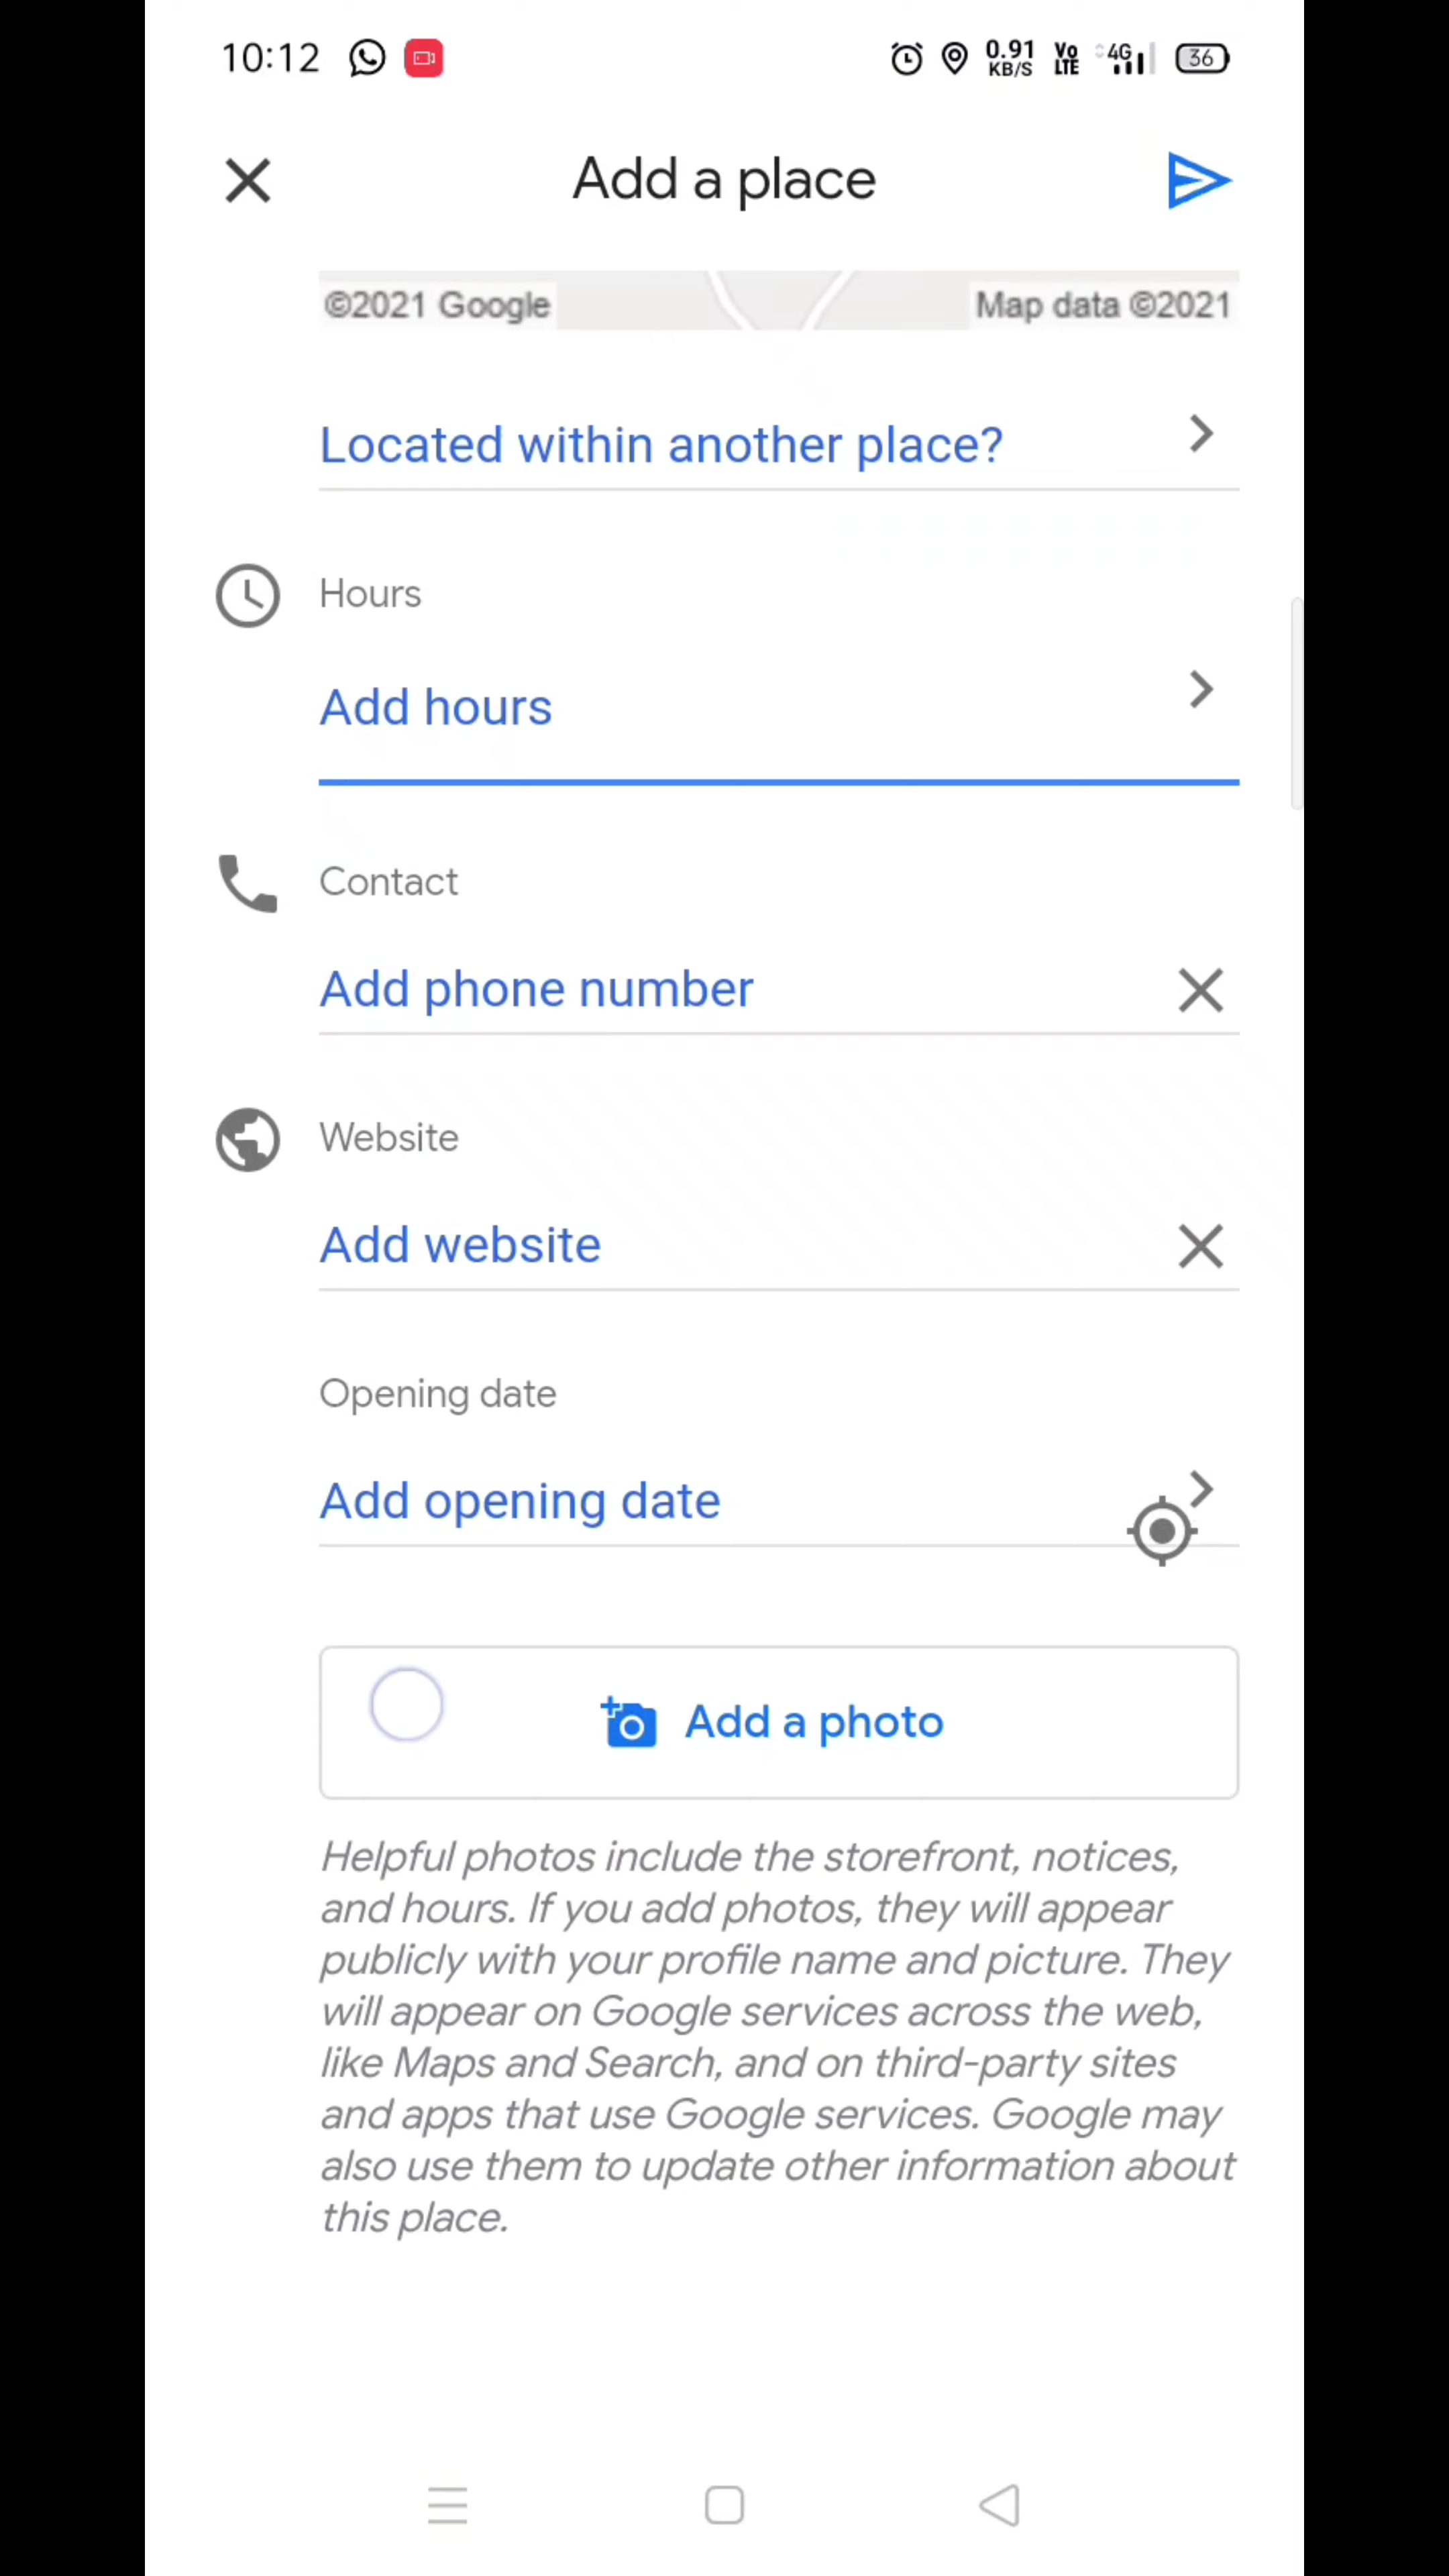 10:12 0.91 KB/S Vo LTE 4G 36
Add a place
©2021 Google Map data ©2021
Located within another place?
Hours
Add hours
Contact
Add phone number
Website
Add website
Opening date
Add opening date
Add a photo
Helpful photos include the storefront, notices,
and hours. If you add photos, they will appear
publicly with your profile name and picture. They
will appear on Google services across the web,
like Maps and Search, and on third-party sites
and apps that use Google services. Google may
also use them to update other information about
this place.